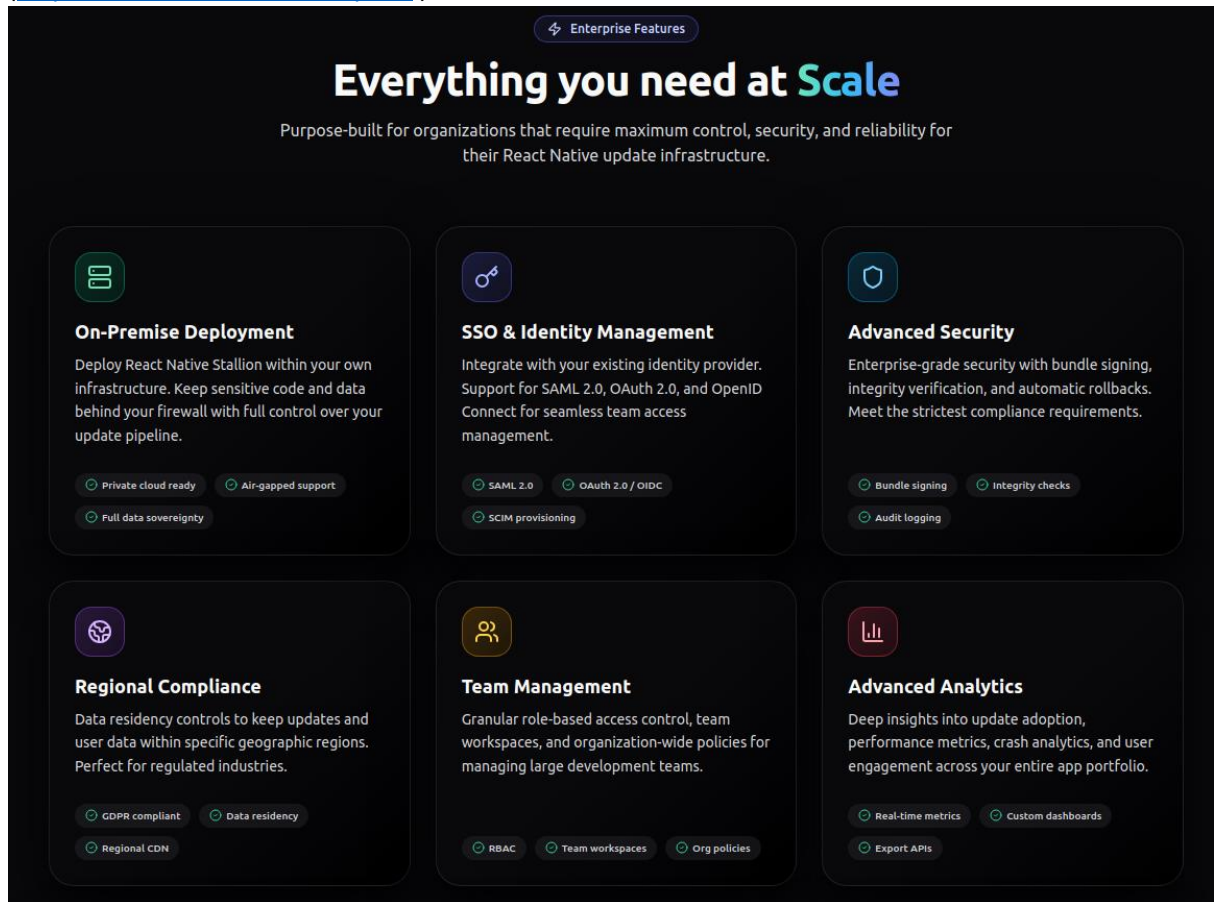 Enterprise Features
Everything you need at Scale
Purpose-built for organizations that require maximum control, security, and reliability for
their React Native update infrastructure.
On-Premise Deployment
Deploy React Native Stallion within your own
infrastructure. Keep sensitive code and data
behind your firewall with full control over your
update pipeline.
Private cloud ready
Air-gapped support
Full data sovereignty
SSO & Identity Management
Integrate with your existing identity provider.
Support for SAML 2.0, OAuth 2.0, and OpenID
Connect for seamless team access
management.
SAML 2.0
OAuth 2.0 / OIDC
SCIM provisioning
Advanced Security
Enterprise-grade security with bundle signing,
integrity verification, and automatic rollbacks.
Meet the strictest compliance requirements.
Bundle signing
Integrity checks
Audit logging
Regional Compliance
Data residency controls to keep updates and
user data within specific geographic regions.
Perfect for regulated industries.
GDPR compliant
Data residency
Regional CDN
Team Management
Granular role-based access control, team
workspaces, and organization-wide policies for
managing large development teams.
RBAC
Team workspaces
Org policies
Advanced Analytics
Deep insights into update adoption,
performance metrics, crash analytics, and user
engagement across your entire app portfolio.
Real-time metrics
Custom dashboards
Export APIs